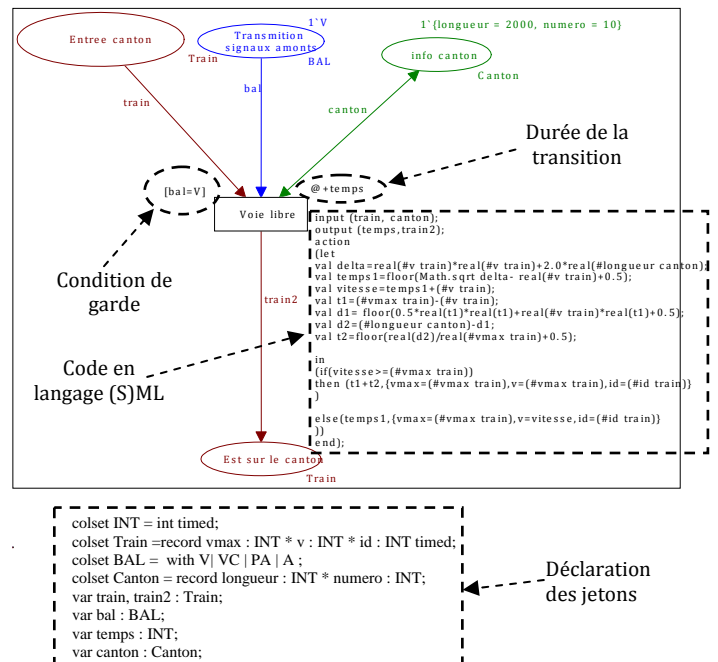 1`V
1`{longueur = 2000, numero = 10}
Entree canton
Transmition
signaux amonts
info canton
Train
BAL
Canton
train
bal
canton
Durée de la
transition
[bal=V]
@+temps
Voie libre
input (train, canton);
output (temps,train2);
action
(let
val delta=real(#v train)*real(#v train)+2.0*real(#longueur canton);
val temps1=floor(Math.sqrt delta- real(#v train)+0.5);
val vitesse=temps1+(#v train);
val t1=(#vmax train)-(#v train);
val d1= floor(0.5*real(t1)*real(t1)+real(#v train)*real(t1)+0.5);
val d2=(#longueur canton)-d1;
val t2=floor(real(d2)/real(#vmax train)+0.5);
in
(if(vitesse>=(#vmax train))
then (t1+t2,{vmax=(#vmax train),v=(#vmax train),id=(#id train)}
)
else(temps1,{vmax=(#vmax train),v=vitesse,id=(#id train)}
))
end);
Condition de
garde
train2
Code en
langage (S)ML
Est sur le canton
Train
colset INT = int timed;
colset Train =record vmax : INT * v : INT * id : INT timed;
colset BAL = with V| VC | PA | A ;
colset Canton = record longueur : INT * numero : INT;
var train, train2 : Train;
var bal : BAL;
var temps : INT;
var canton : Canton;
Déclaration
des jetons